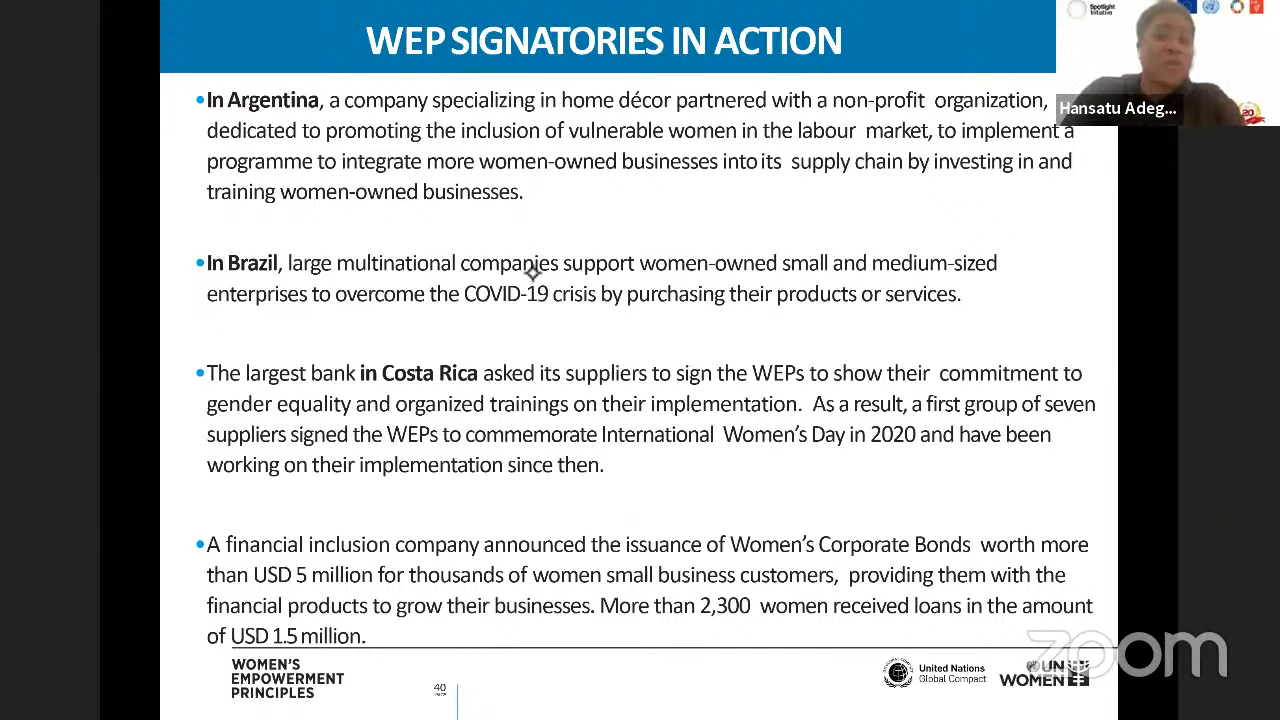 WEP SIGNATORIES IN ACTION
Spotlight
Initiative
Hansatu Adeg...
•In Argentina, a company specializing in home décor partnered with a non-profit organization,
dedicated to promoting the inclusion of vulnerable women in the labour market, to implement a
programme to integrate more women-owned businesses into its supply chain by investing in and
training women-owned businesses.
•In Brazil, large multinational companies support women-owned small and medium-sized
enterprises to overcome the COVID-19 crisis by purchasing their products or services.
•The largest bank in Costa Rica asked its suppliers to sign the WEPs to show their commitment to
gender equality and organized trainings on their implementation. As a result, a first group of seven
suppliers signed the WEPs to commemorate International Women's Day in 2020 and have been
working on their implementation since then.
•A financial inclusion company announced the issuance of Women's Corporate Bonds worth more
than USD 5 million for thousands of women small business customers, providing them with the
financial products to grow their businesses. More than 2,300 women received loans in the amount
of USD 1.5 million.
zoom
WOMEN'S
EMPOWERMENT
PRINCIPLES
40
United Nations
Global Compact
UN
WOMEN